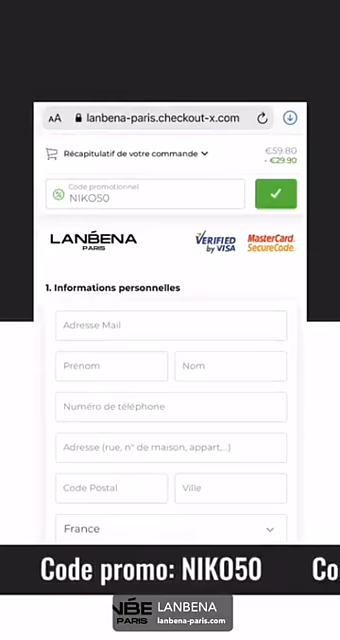 AA lanbena-paris.checkout-x.com
Récapitulatif de votre commande €59.80
- €29.90
Code promotionnel
NIKO50
LANBENA
PARIS
VERIFIED
by VISA
MasterCard.
SecureCode.
1. Informations personnelles
Adresse Mail
Prénom Nom
Numéro de téléphone
Adresse (rue, n° de maison, appart,...)
Code Postal Ville
France
Code promo: NIKO50 Co
NBE
PARIS
LANBENA
lanbena-paris.com